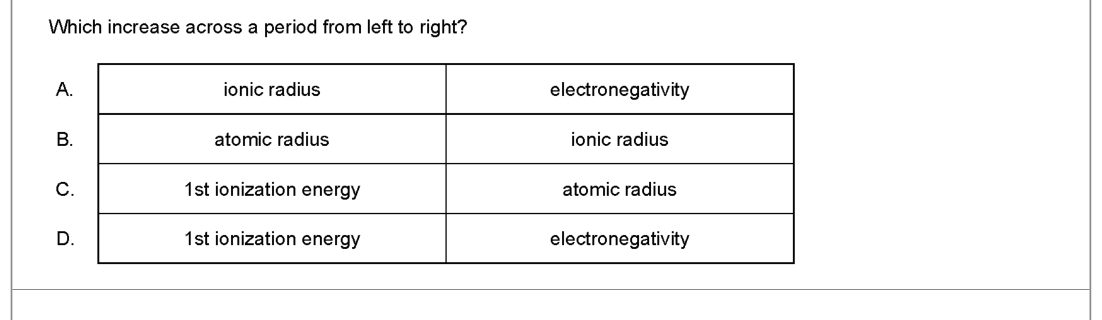 Which increase across a period from left to right?
A. ionic radius electronegativity
B. atomic radius ionic radius
C. 1st ionization energy atomic radius
D. 1st ionization energy electronegativity